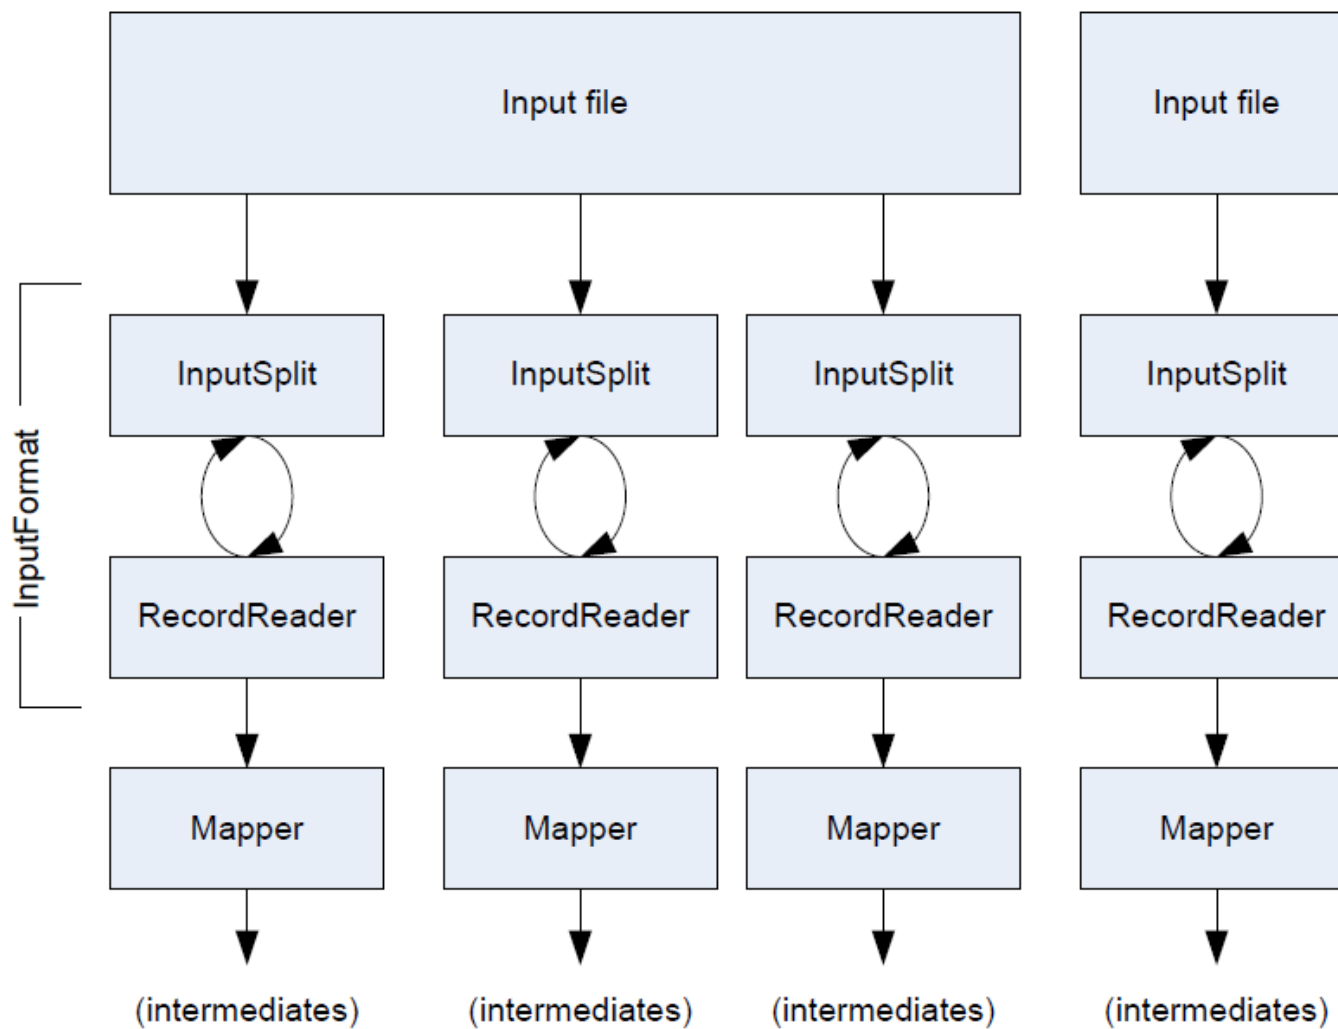 Input file
Input file
InputSplit
InputSplit
InputSplit
InputSplit
InputFormat
RecordReader
RecordReader
RecordReader
RecordReader
Mapper
Mapper
Mapper
Mapper
(intermediates)
(intermediates)
(intermediates)
(intermediates)